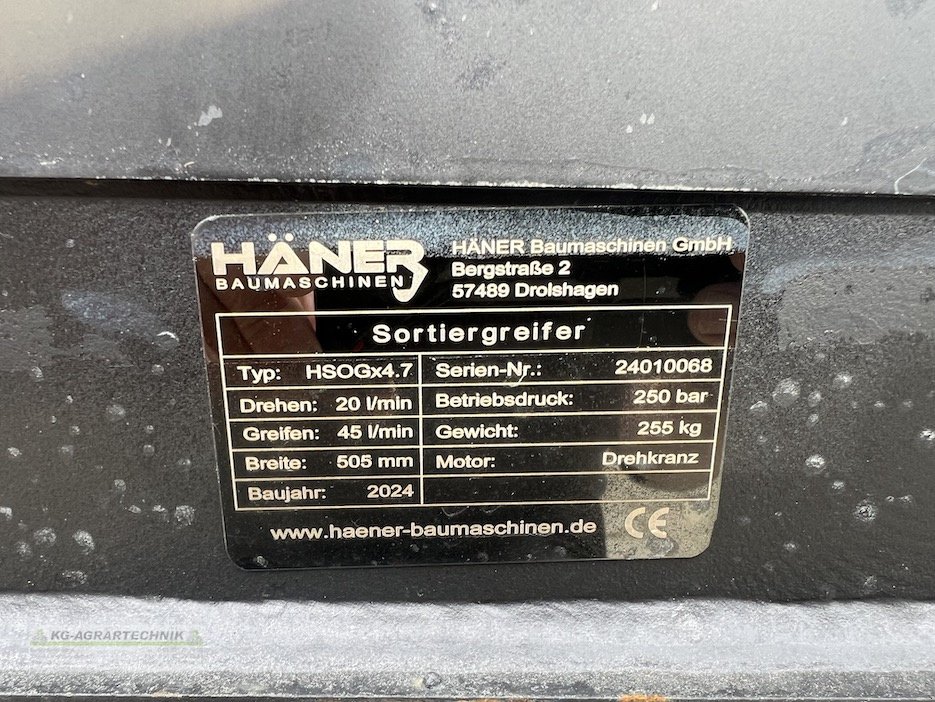 HÄNER
BAUMASCHINEN
HÄNER Baumaschinen GmbH
Bergstraße 2
57489 Drolshagen
Sortiergreifer
Typ: HSOGx4.7
Serien-Nr.: 24010068
Drehen: 20 l/min
Betriebsdruck: 250 bar
Greifen: 45 l/min
Gewicht: 255 kg
Breite: 505 mm
Motor: Drehkranz
Baujahr: 2024
www.haener-baumaschinen.de CE
KG-AGRARTECHNIK